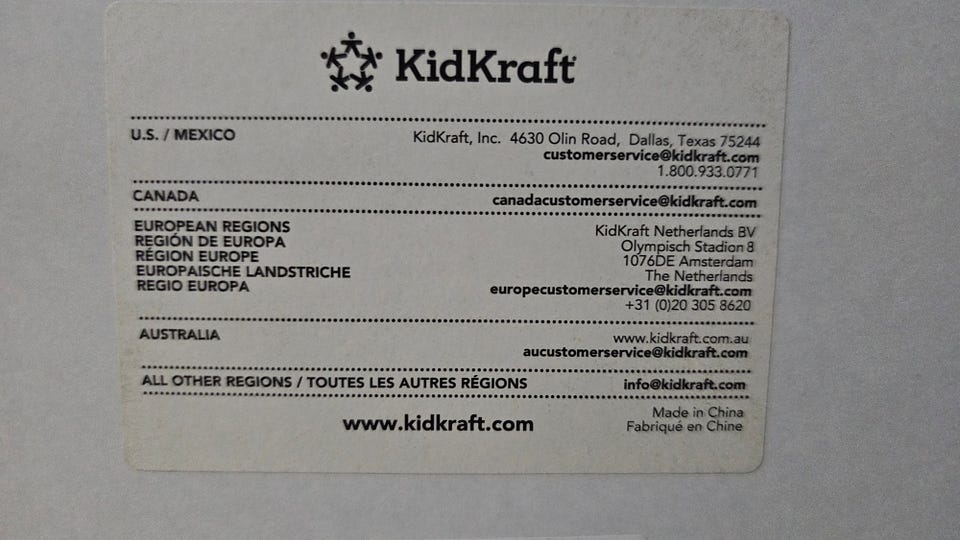 KidKraft
U.S. / MEXICO
KidKraft, Inc. 4630 Olin Road, Dallas, Texas 75244
customerservice@kidkraft.com
1.800.933.0771
CANADA
canadacustomerservice@kidkraft.com
EUROPEAN REGIONS
REGIÓN DE EUROPA
RÉGION EUROPE
EUROPAISCHE LANDSTRICHE
REGIO EUROPA
KidKraft Netherlands BV
Olympisch Stadion 8
1076DE Amsterdam
The Netherlands
europecustomerservice@kidkraft.com
+31 (0)20 305 8620
AUSTRALIA
www.kidkraft.com.au
aucustomerservice@kidkraft.com
ALL OTHER REGIONS / TOUTES LES AUTRES RÉGIONS
info@kidkraft.com
www.kidkraft.com
Made in China
Fabriqué en Chine